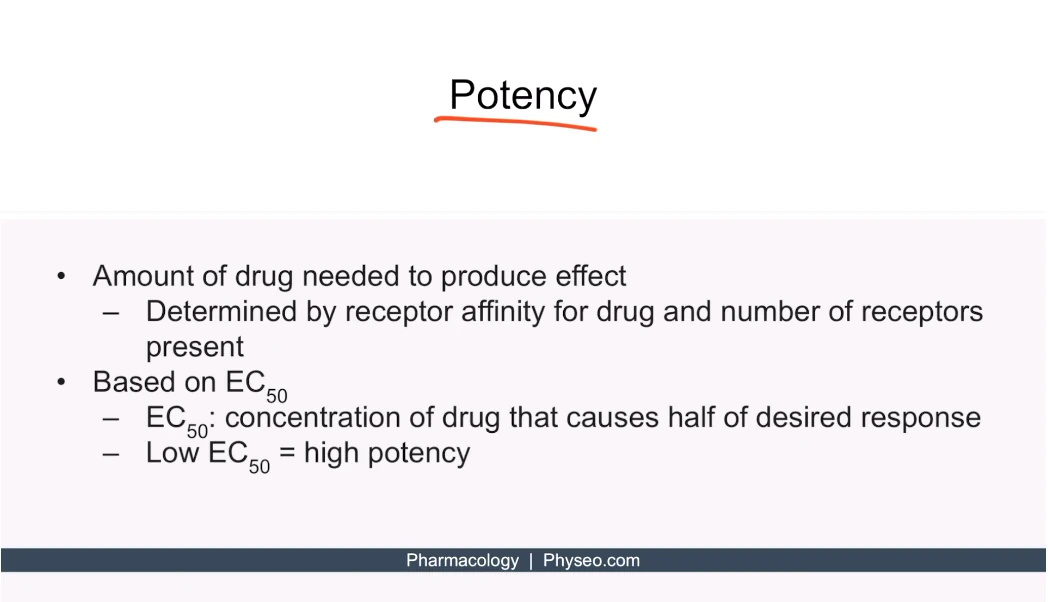 Potency
• Amount of drug needed to produce effect
– Determined by receptor affinity for drug and number of receptors
present
• Based on EC50
– EC50: concentration of drug that causes half of desired response
– Low EC50 = high potency
Pharmacology | Physeo.com